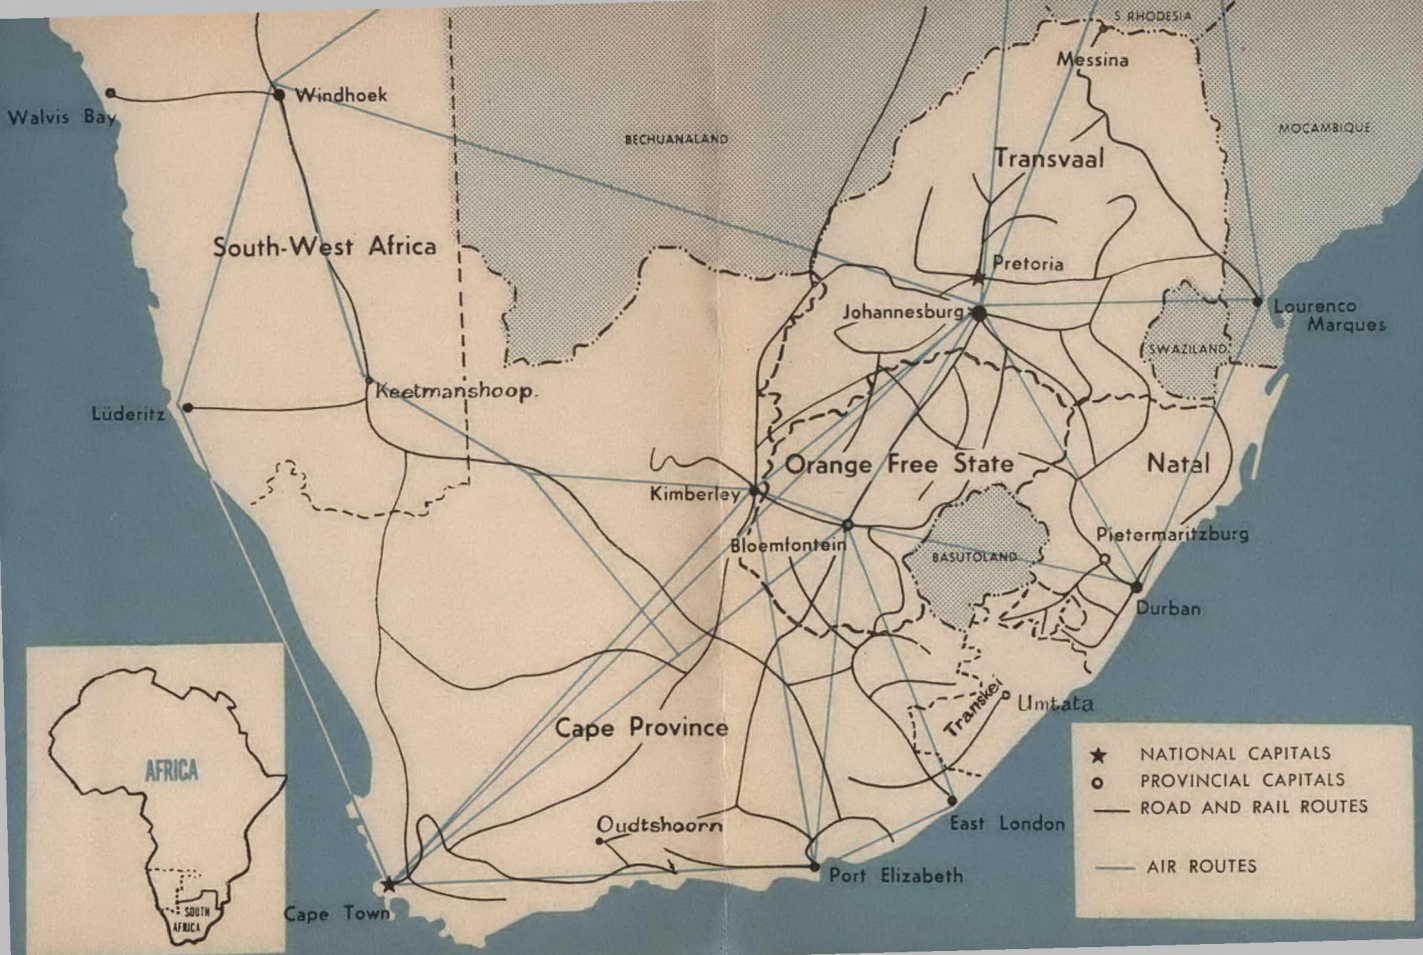 S. RHODESIA
Messina
Windhoek
Walvis Bay
BECHUANALAND
MOCAMBIQUE
Transvaal
South-West Africa
Pretoria
Johannesburg
Lourenco
Marques
SWAZILAND
Keetmanshoop.
Lüderitz
Orange Free State
Natal
Kimberley
Bloemfontein
Pietermaritzburg
BASUTOLAND
Durban
Transkei
Umtata
Cape Province
AFRICA
SOUTH
AFRICA
Oudtshoorn
East London
Port Elizabeth
Cape Town
NATIONAL CAPITALS
PROVINCIAL CAPITALS
ROAD AND RAIL ROUTES
AIR ROUTES